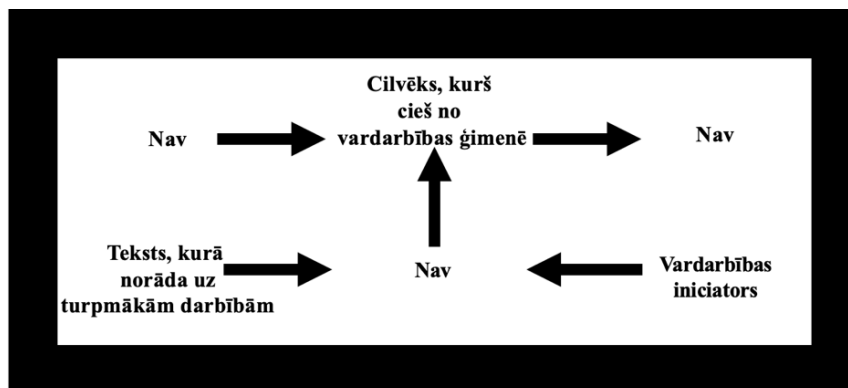 Nav
Cilvēks, kurš
cieš no
vardarbības ģimenē
Nav
Teksts, kurā
norāda uz
turpmākām darbībām
Nav
Vardarbības
iniciators